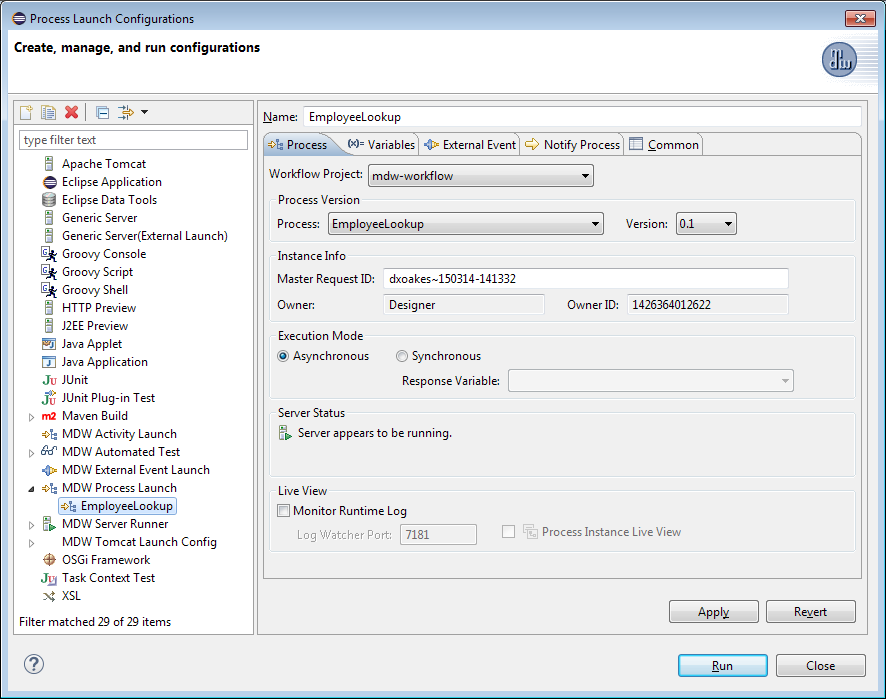 Process Launch Configurations
Create, manage, and run configurations
type filter text
Apache Tomcat
Eclipse Application
Eclipse Data Tools
Generic Server
Generic Server(External Launch)
Groovy Console
Groovy Script
Groovy Shell
HTTP Preview
J2EE Preview
Java Applet
Java Application
JUnit
JUnit Plug-in Test
m2 Maven Build
MDW Activity Launch
MDW Automated Test
MDW External Event Launch
MDW Process Launch
EmployeeLookup
MDW Server Runner
MDW Tomcat Launch Config
OSGi Framework
Task Context Test
XSL
Filter matched 29 of 29 items
Name: EmployeeLookup
Process (x)= Variables External Event Notify Process Common
Workflow Project: mdw-workflow
Process Version
Process: EmployeeLookup Version: 0.1
Instance Info
Master Request ID: dxoakes~150314-141332
Owner: Designer Owner ID: 1426364012622
Execution Mode
Asynchronous Synchronous
Response Variable:
Server Status
Server appears to be running.
Live View
Monitor Runtime Log
Log Watcher Port: 7181 Process Instance Live View
Apply Revert
? Run Close